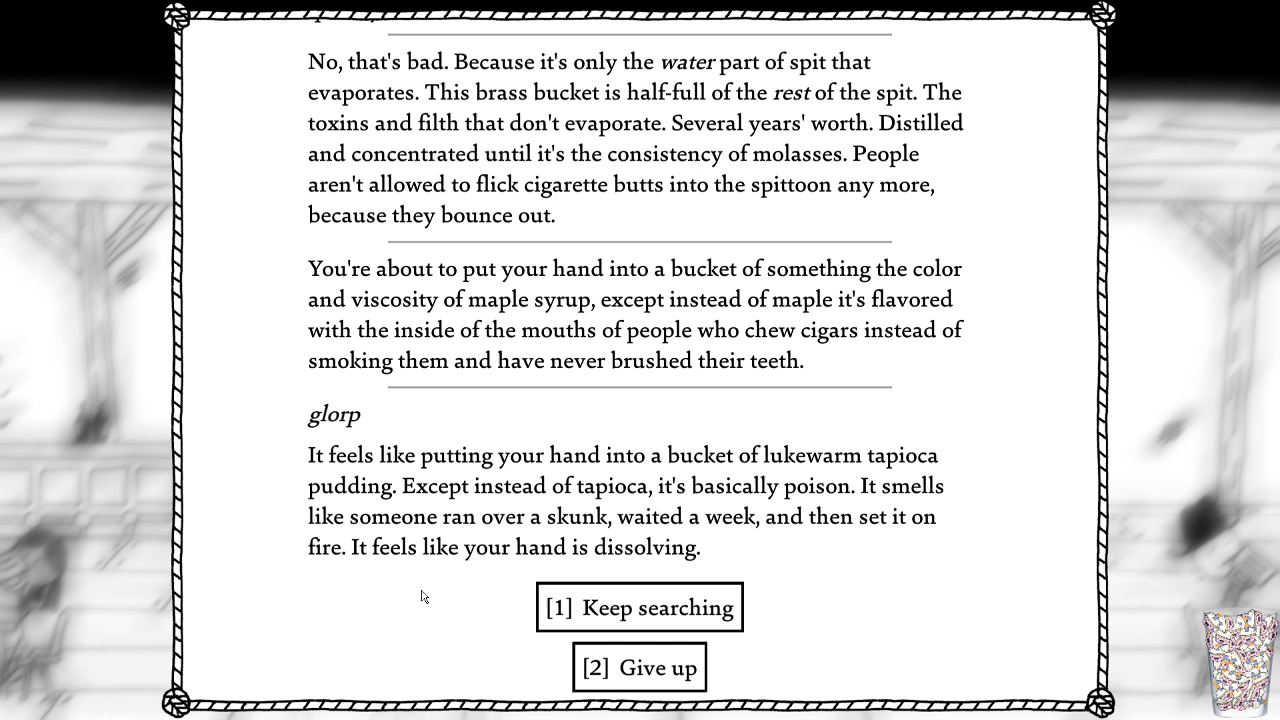 No, that's bad. Because it's only the water part of spit that
evaporates. This brass bucket is half-full of the rest of the spit. The
toxins and filth that don't evaporate. Several years' worth. Distilled
and concentrated until it's the consistency of molasses. People
aren't allowed to flick cigarette butts into the spittoon any more,
because they bounce out.
You're about to put your hand into a bucket of something the color
and viscosity of maple syrup, except instead of maple it's flavored
with the inside of the mouths of people who chew cigars instead of
smoking them and have never brushed their teeth.
glorp
It feels like putting your hand into a bucket of lukewarm tapioca
pudding. Except instead of tapioca, it's basically poison. It smells
like someone ran over a skunk, waited a week, and then set it on
fire. It feels like your hand is dissolving.
[1] Keep searching
[2] Give up